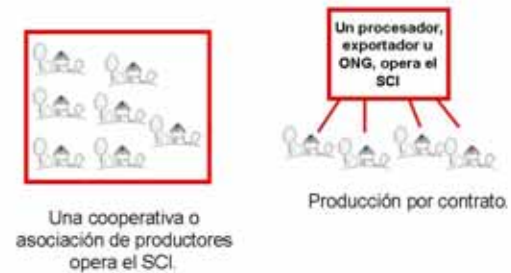 Un procesador,
exportador u
ONG, opera el
SCI
Producción por contrato.
Una cooperativa o
asociación de productores
opera el SCI.